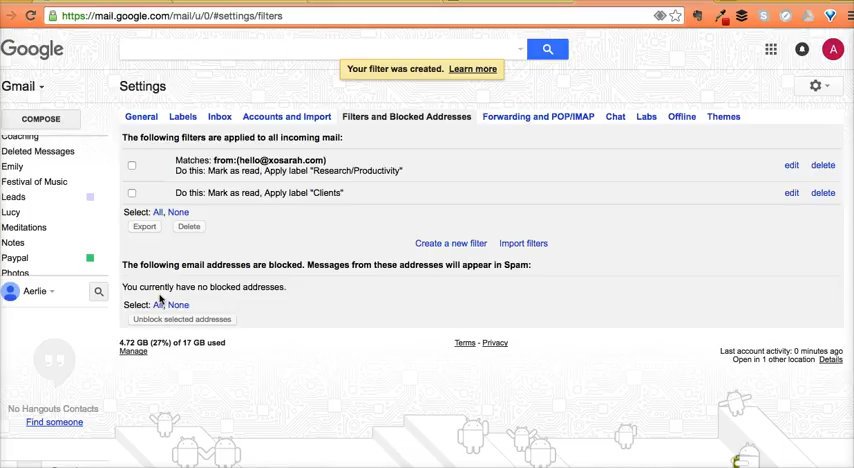 https://mail.google.com/mail/u/0/#settings/filters
Google
Your filter was created. Learn more
A
Gmail
Settings
COMPOSE
General Labels Inbox Accounts and Import Filters and Blocked Addresses Forwarding and POP/IMAP Chat Labs Offline Themes
Coaching
Deleted Messages
Emily
Festival of Music
Leads
Lucy
Meditations
Notes
Paypal
Photos
Aerlie
No Hangouts Contacts
Find someone
The following filters are applied to all incoming mail:
Matches: from:(hello@xosarah.com)
Do this: Mark as read, Apply label "Research/Productivity"
edit delete
Do this: Mark as read, Apply label "Clients"
edit delete
Select: All, None
Export Delete
Create a new filter Import filters
The following email addresses are blocked. Messages from these addresses will appear in Spam:
You currently have no blocked addresses.
Select: All, None
Unblock selected addresses
4.72 GB (27%) of 17 GB used
Manage
Terms - Privacy
Last account activity: 0 minutes ago
Open in 1 other location Details